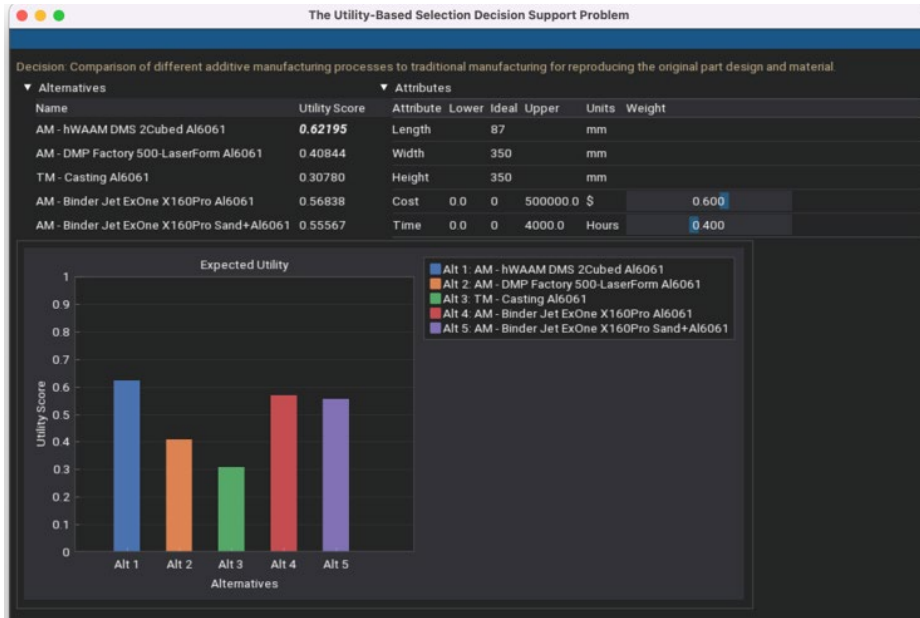 The Utility-Based Selection Decision Support Problem
Decision: Comparison of different additive manufacturing processes to traditional manufacturing for reproducing the original part design and material.
▼ Alternatives
Name Utility Score
AM - hWAAM DMS 2Cubed Al6061 0.62195
AM - DMP Factory 500-LaserForm Al6061 0.40844
TM - Casting Al6061 0.30780
AM - Binder Jet ExOne X160Pro Al6061 0.56838
AM - Binder Jet ExOne X160Pro Sand+Al6061 0.55567
▼ Attributes
Attribute Lower Ideal Upper Units Weight
Length 87 mm
Width 350 mm
Height 350 mm
Cost 0.0 0 500000.0 $ 0.600
Time 0.0 0 4000.0 Hours 0.400
Expected Utility
Utility Score
1
0.9
0.8
0.7
0.6
0.5
0.4
0.3
0.2
0.1
0
Alt 1 Alt 2 Alt 3 Alt 4 Alt 5
Alternatives
Alt 1: AM - hWAAM DMS 2Cubed Al6061
Alt 2: AM - DMP Factory 500-LaserForm Al6061
Alt 3: TM - Casting Al6061
Alt 4: AM - Binder Jet ExOne X160Pro Al6061
Alt 5: AM - Binder Jet ExOne X160Pro Sand+Al6061